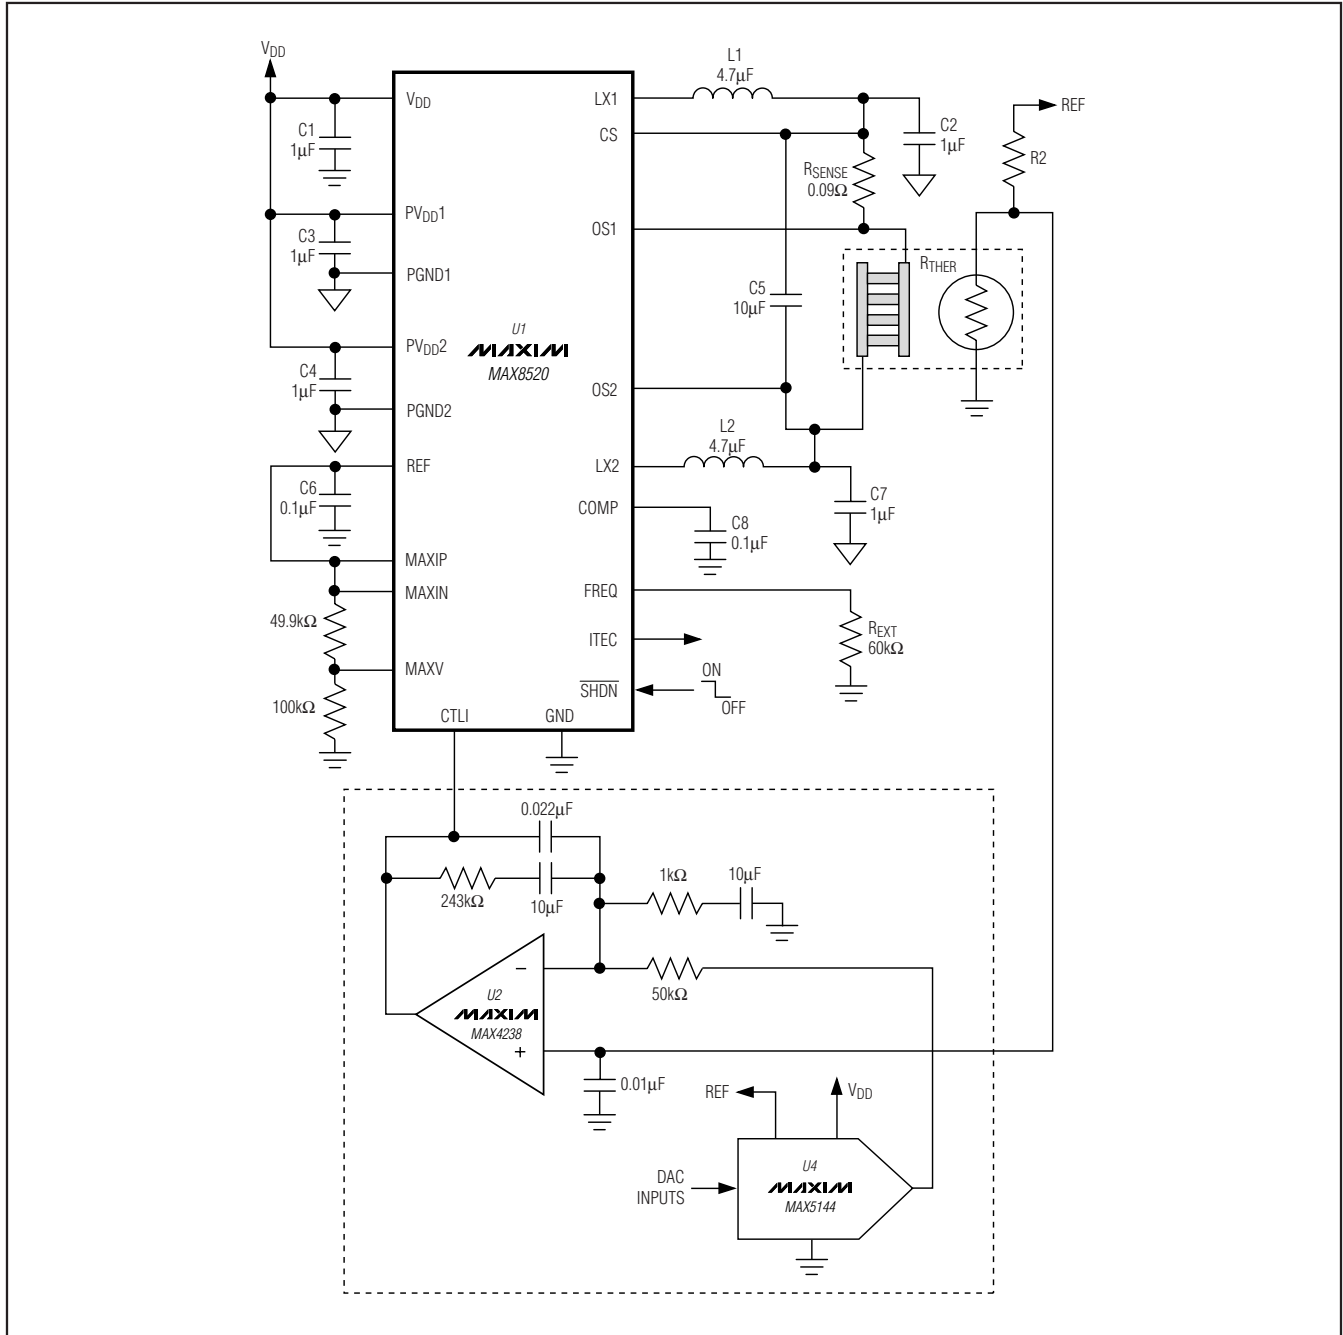 VDD
L1
4.7µF
VDD
LX1
REF
C1
1µF
CS
C2
1µF
RSENSE
0.09Ω
R2
PVDD1
C3
1µF
OS1
PGND1
RTHER
C5
10µF
U1
MAXIM
MAX8520
PVDD2
C4
1µF
OS2
PGND2
L2
4.7µF
REF
LX2
C6
0.1µF
C7
1µF
COMP
C8
0.1µF
MAXIP
MAXIN
FREQ
49.9kΩ
ITEC
REXT
60kΩ
MAXV
ON
SHDN
OFF
100kΩ
CTLI
GND
0.022µF
1kΩ
10µF
243kΩ
10µF
−
50kΩ
U2
MAXIM
MAX4238
+
0.01µF
REF
VDD
DAC
INPUTS
U4
MAXIM
MAX5144